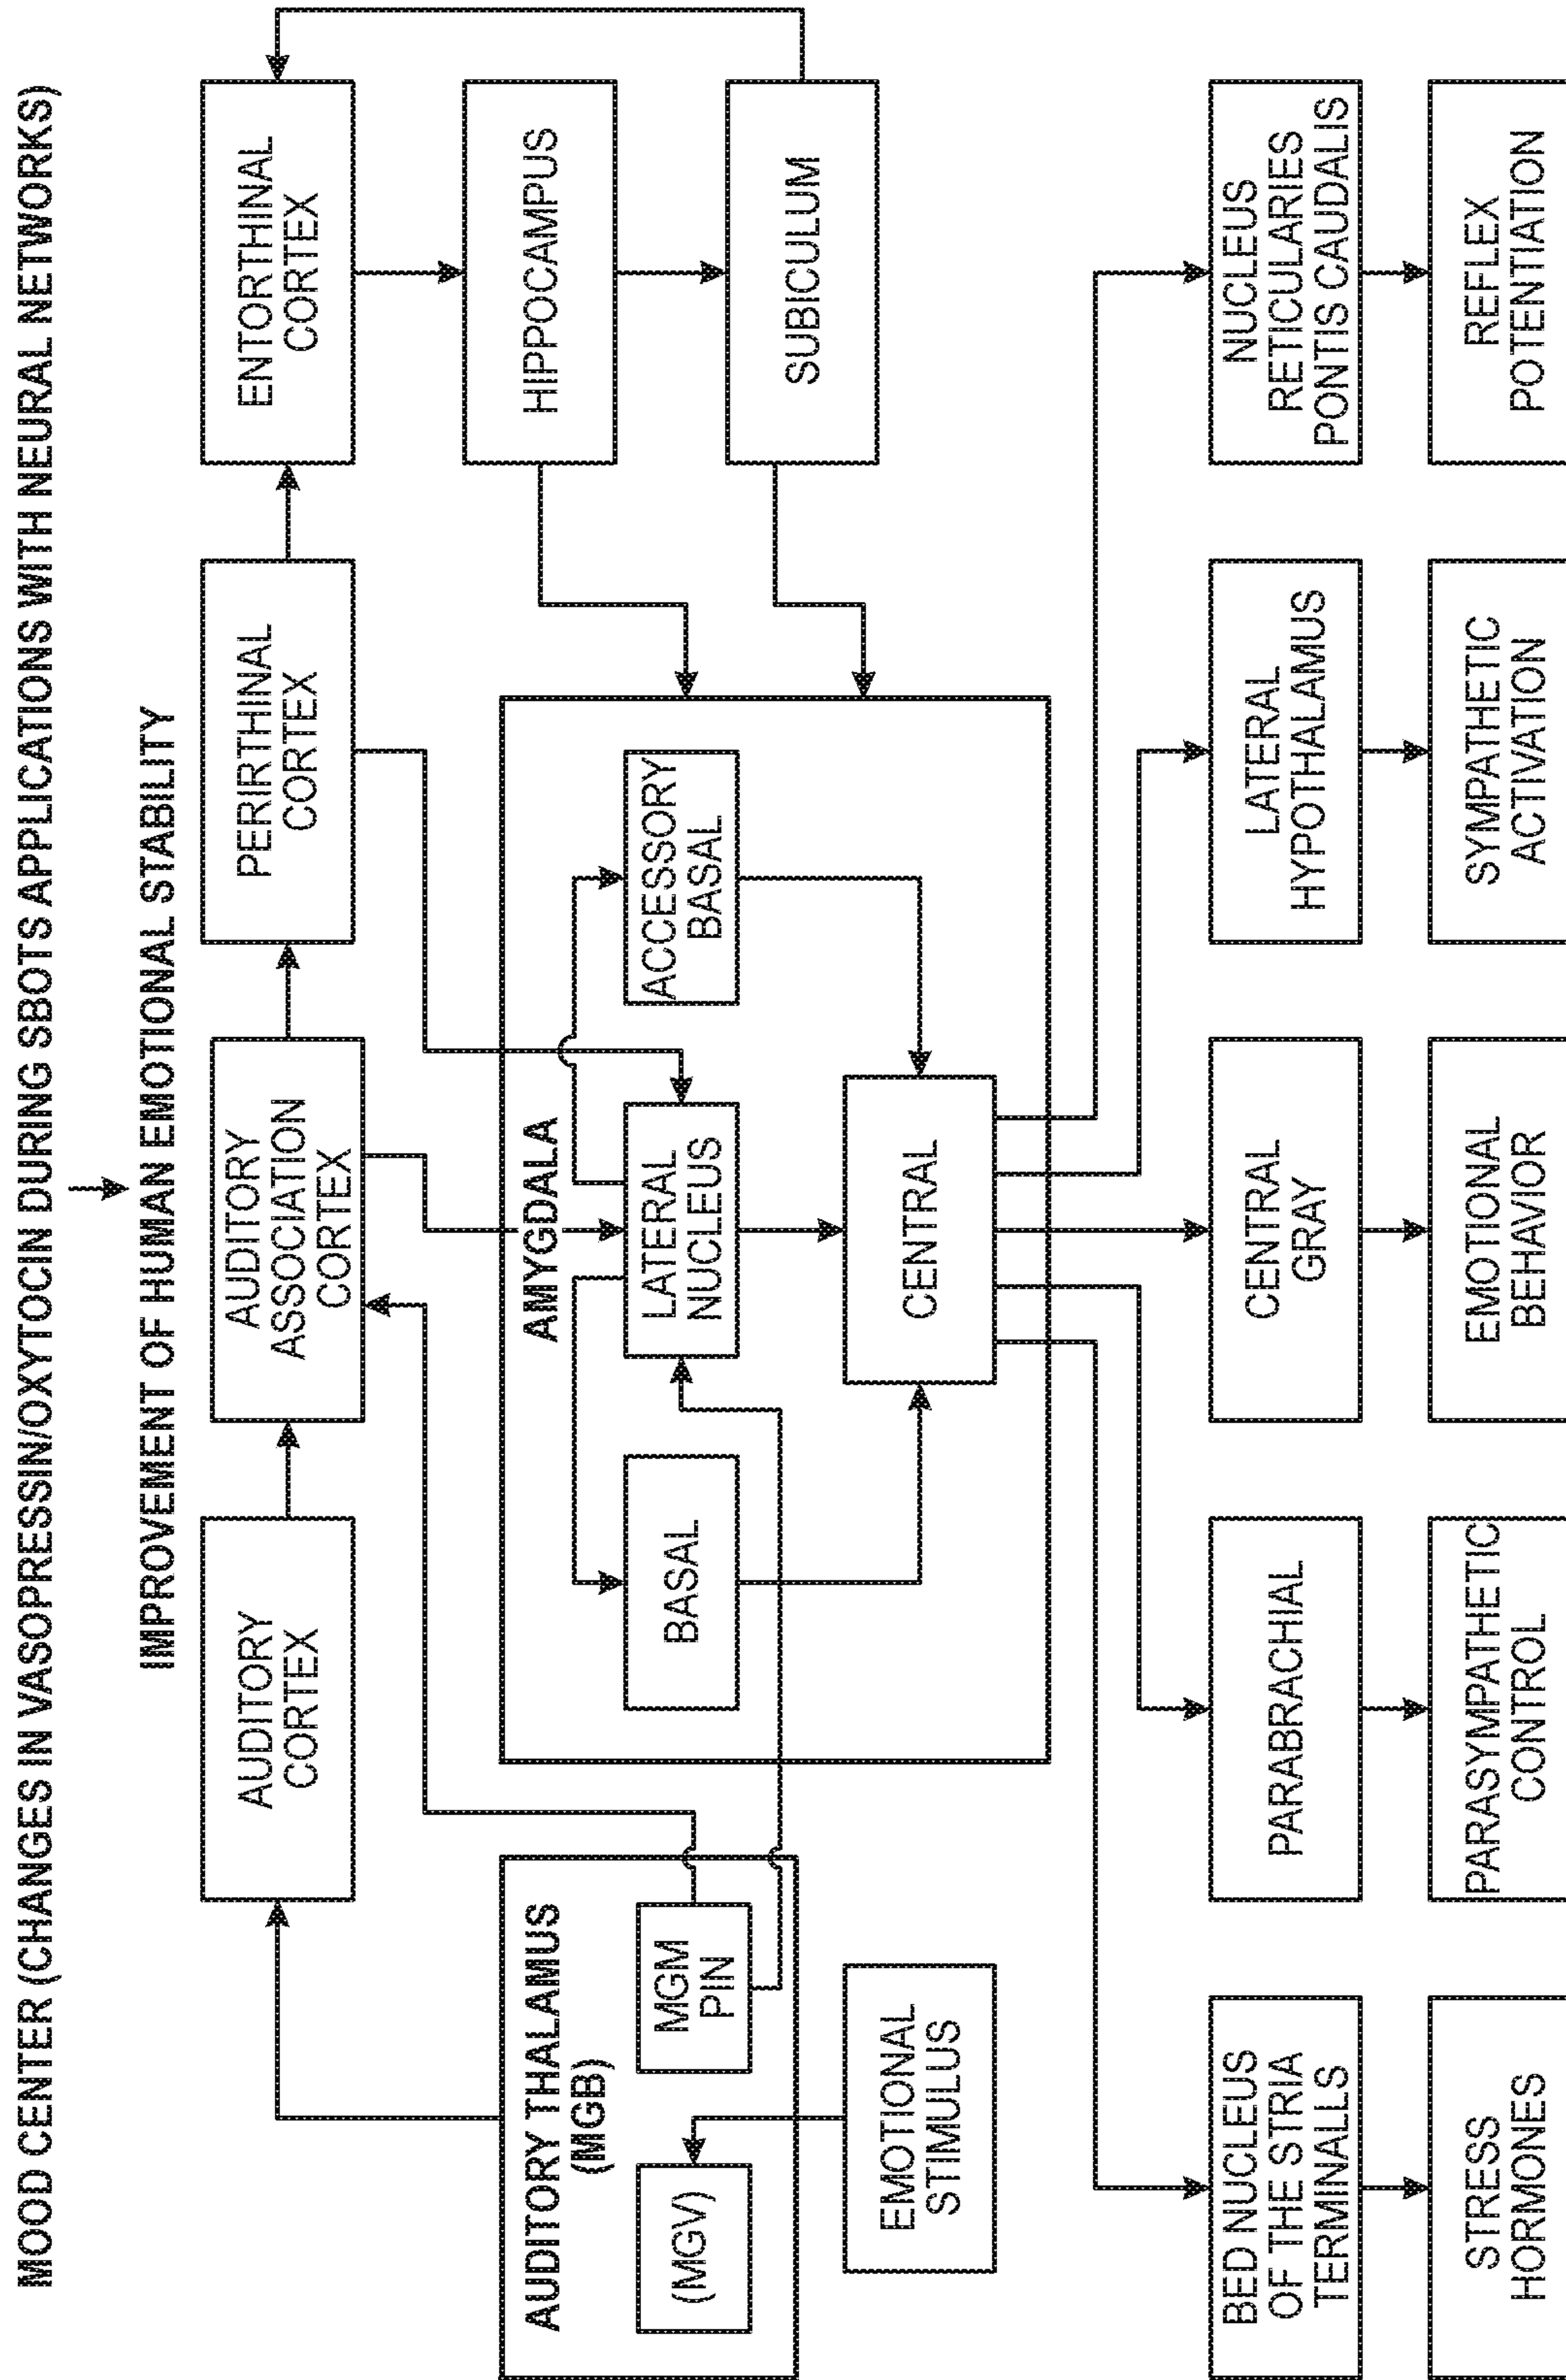 MOOD CENTER (CHANGES IN VASOPRESSIN/OXYTOCIN DURING SBOTS APPLICATIONS WITH NEURAL NETWORKS)
IMPROVEMENT OF HUMAN EMOTIONAL STABILITY
AUDITORY
CORTEX
AUDITORY
ASSOCIATION
CORTEX
PERIRTHINAL
CORTEX
ENTORTHINAL
CORTEX
AUDITORY THALAMUS
(MGB)
(MGV)
MGM
PIN
EMOTIONAL
STIMULUS
AMYGDALA
BASAL
LATERAL
NUCLEUS
ACCESSORY
BASAL
CENTRAL
HIPPOCAMPUS
SUBICULUM
BED NUCLEUS
OF THE STRIA
TERMINALLS
PARABRACHIAL
CENTRAL
GRAY
LATERAL
HYPOTHALAMUS
NUCLEUS
RETICULARIES
PONTIS CAUDALIS
STRESS
HORMONES
PARASYMPATHETIC
CONTROL
EMOTIONAL
BEHAVIOR
SYMPATHETIC
ACTIVATION
REFLEX
POTENTIATION